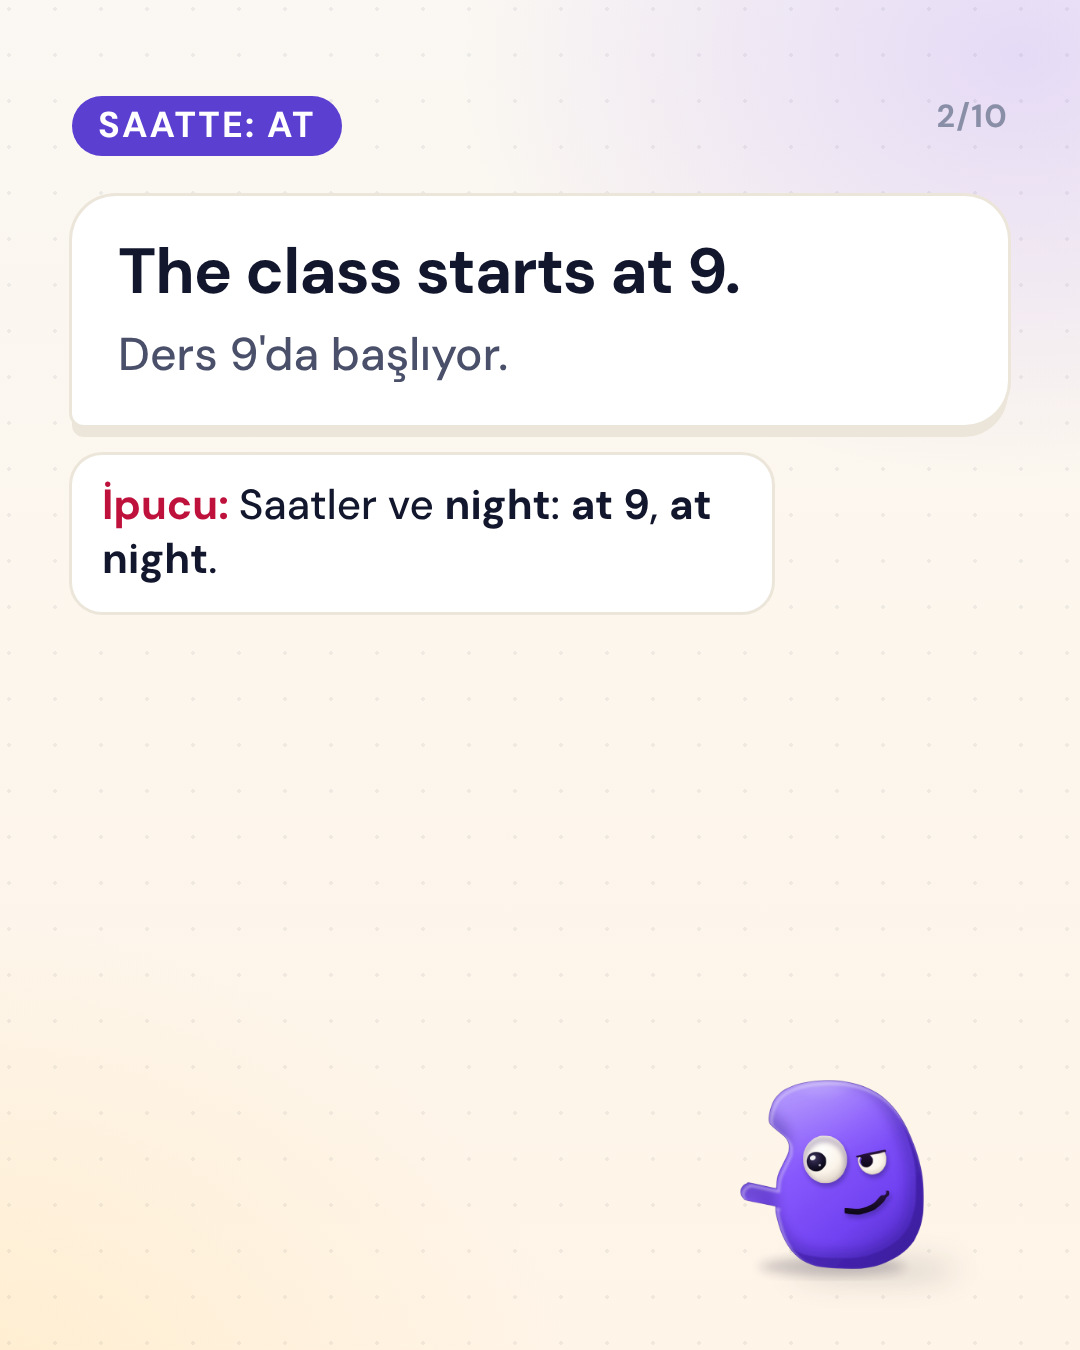 SAATTE: AT
2/10
The class starts at 9.
Ders 9'da başlıyor.
İpucu: Saatler ve night: at 9, at
night.